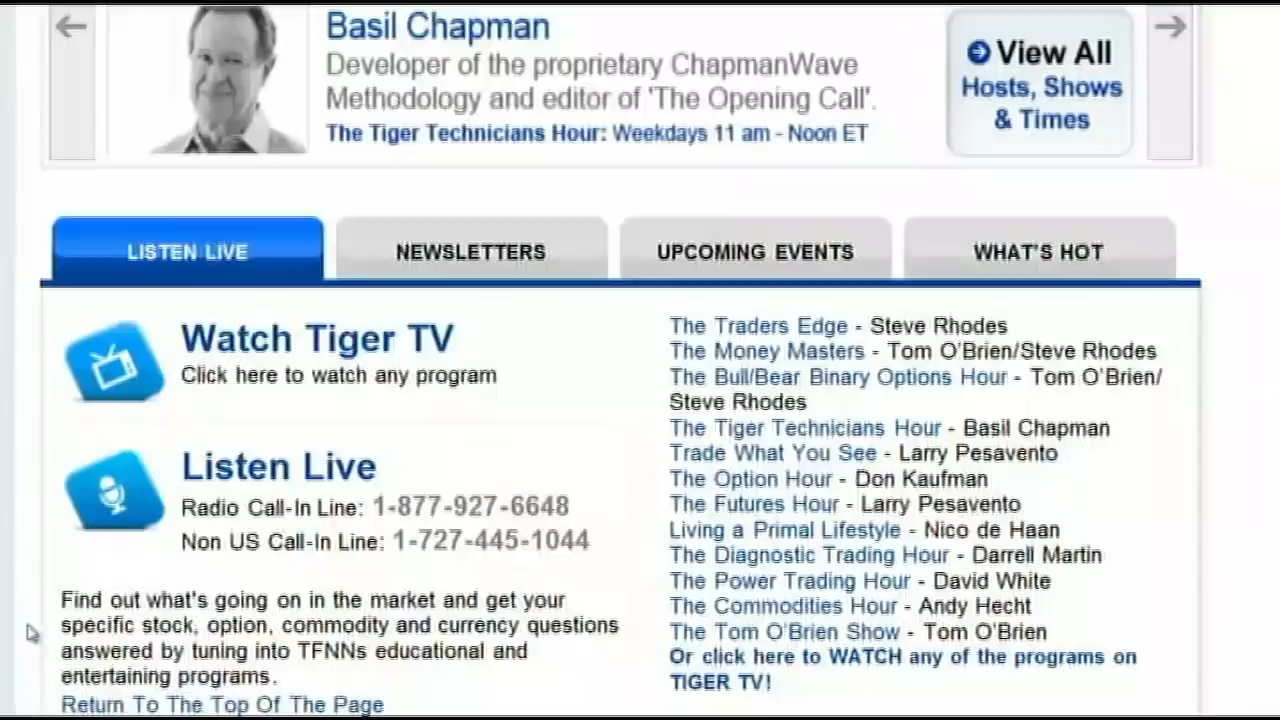 Basil Chapman
Developer of the proprietary ChapmanWave
Methodology and editor of 'The Opening Call'.
The Tiger Technicians Hour: Weekdays 11 am - Noon ET
View All
Hosts, Shows
& Times
LISTEN LIVE
NEWSLETTERS
UPCOMING EVENTS
WHAT'S HOT
Watch Tiger TV
Click here to watch any program
Listen Live
Radio Call-In Line: 1-877-927-6648
Non US Call-In Line: 1-727-445-1044
Find out what's going on in the market and get your
specific stock, option, commodity and currency questions
answered by tuning into TFNNs educational and
entertaining programs.
Return To The Top Of The Page
The Traders Edge - Steve Rhodes
The Money Masters - Tom O'Brien/Steve Rhodes
The Bull/Bear Binary Options Hour - Tom O'Brien/
Steve Rhodes
The Tiger Technicians Hour - Basil Chapman
Trade What You See - Larry Pesavento
The Option Hour - Don Kaufman
The Futures Hour - Larry Pesavento
Living a Primal Lifestyle - Nico de Haan
The Diagnostic Trading Hour - Darrell Martin
The Power Trading Hour - David White
The Commodities Hour - Andy Hecht
The Tom O'Brien Show - Tom O'Brien
Or click here to WATCH any of the programs on
TIGER TV!